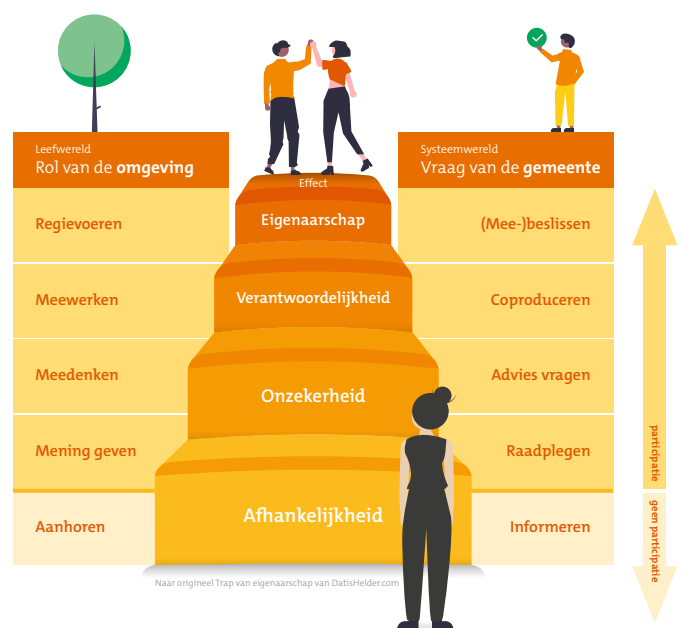 Leefwereld
Rol van de omgeving
Effect
Systeemwereld
Vraag van de gemeente
Regievoeren
Eigenaarschap
(Mee-)beslissen
Meewerken
Verantwoordelijkheid
Coproduceren
Meedenken
Onzekerheid
Advies vragen
Mening geven
Raadplegen
participatie
Aanhoren
Afhankelijkheid
Informeren
geen participatie
Naar origineel Trap van eigenaarschap van DatisHelder.com